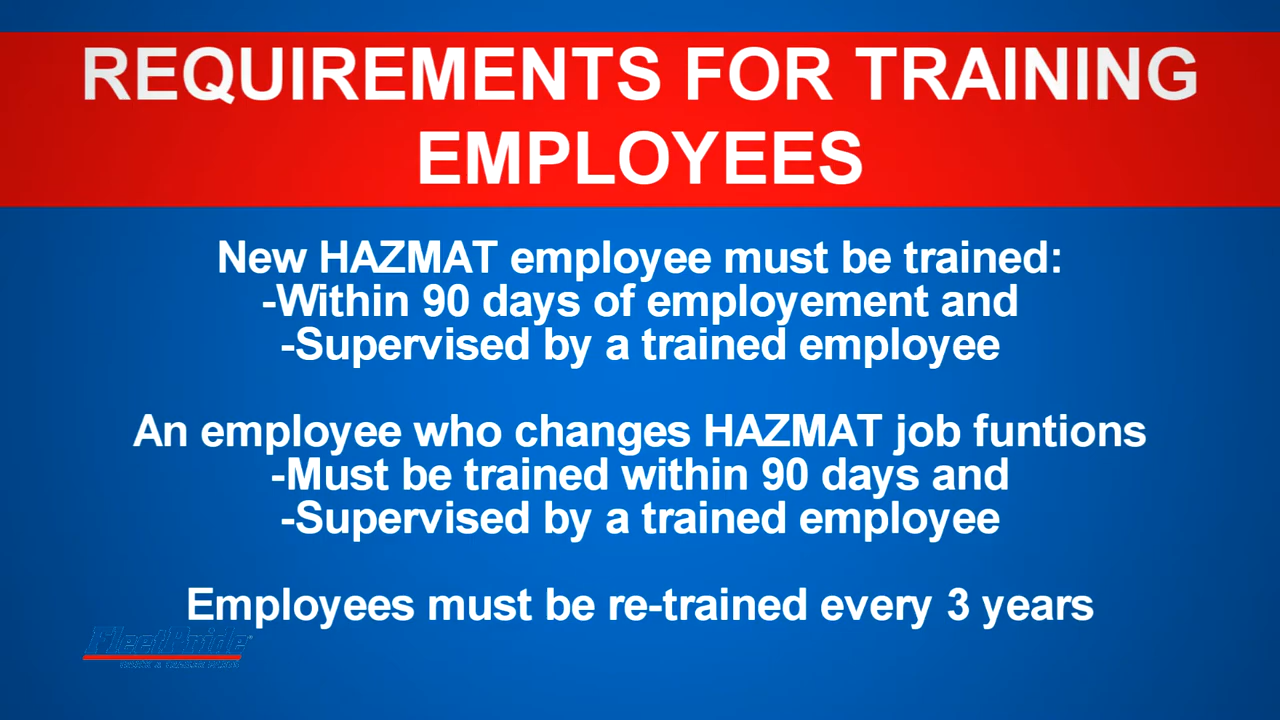 REQUIREMENTS FOR TRAINING
EMPLOYEES
New HAZMAT employee must be trained:
-Within 90 days of employement and
-Supervised by a trained employee
An employee who changes HAZMAT job funtions
-Must be trained within 90 days and
-Supervised by a trained employee
Employees must be re-trained every 3 years
FleetPride